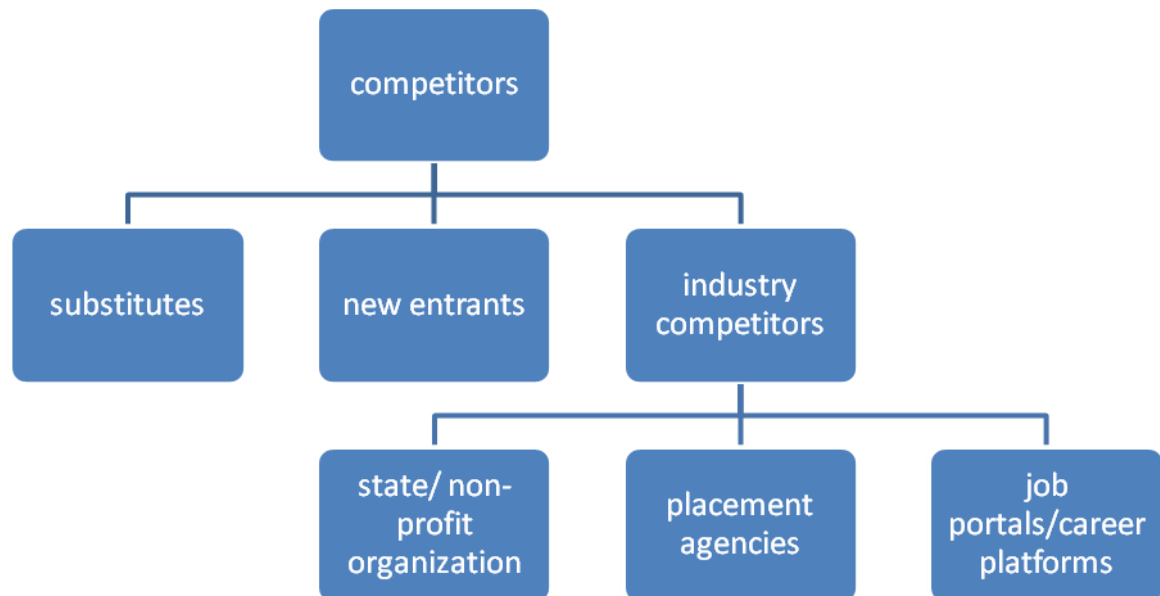 competitors
substitutes
new entrants
industry
competitors
state/ non-
profit
organization
placement
agencies
job
portals/career
platforms